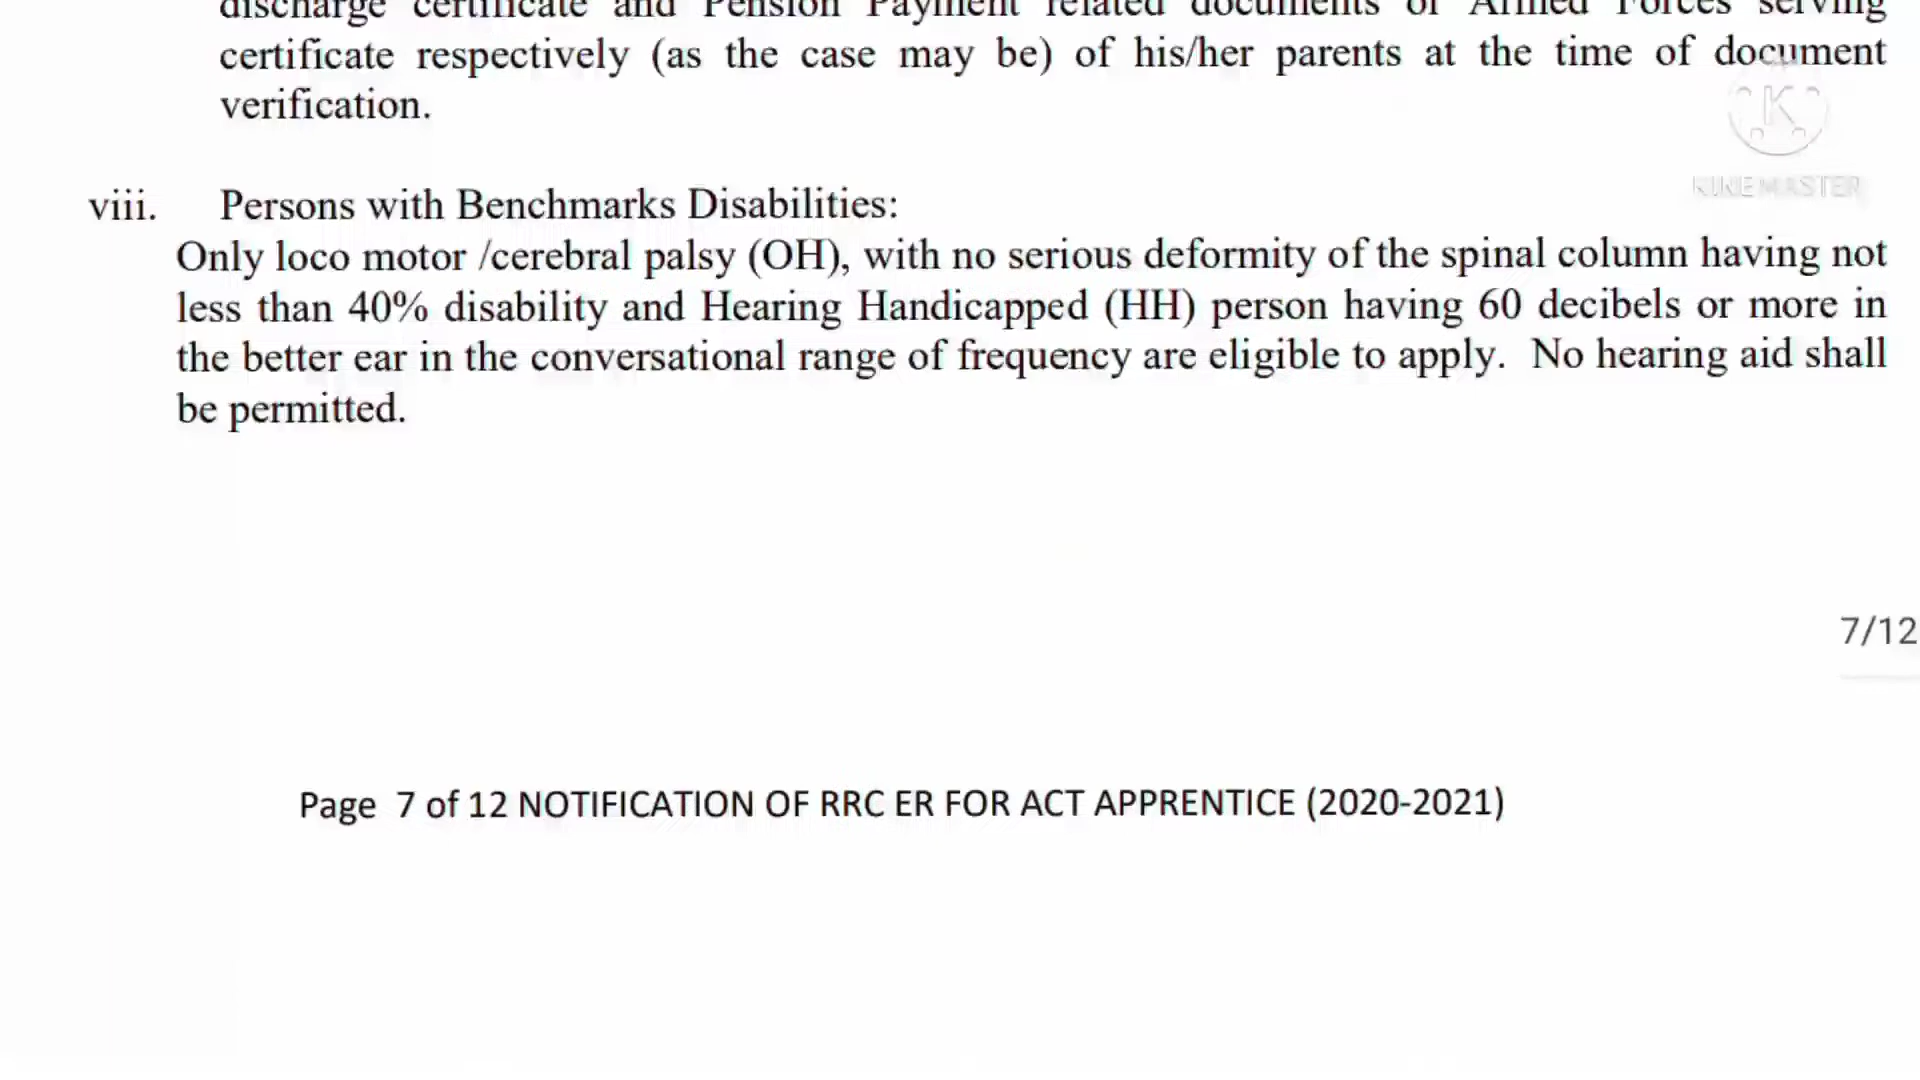 discharge certificate and Pension Payment related documents of Armed Forces serving
certificate respectively (as the case may be) of his/her parents at the time of document
verification.
KINEMASTER
viii. Persons with Benchmarks Disabilities:
Only loco motor /cerebral palsy (OH), with no serious deformity of the spinal column having not
less than 40% disability and Hearing Handicapped (HH) person having 60 decibels or more in
the better ear in the conversational range of frequency are eligible to apply. No hearing aid shall
be permitted.
7/12
Page 7 of 12 NOTIFICATION OF RRC ER FOR ACT APPRENTICE (2020-2021)